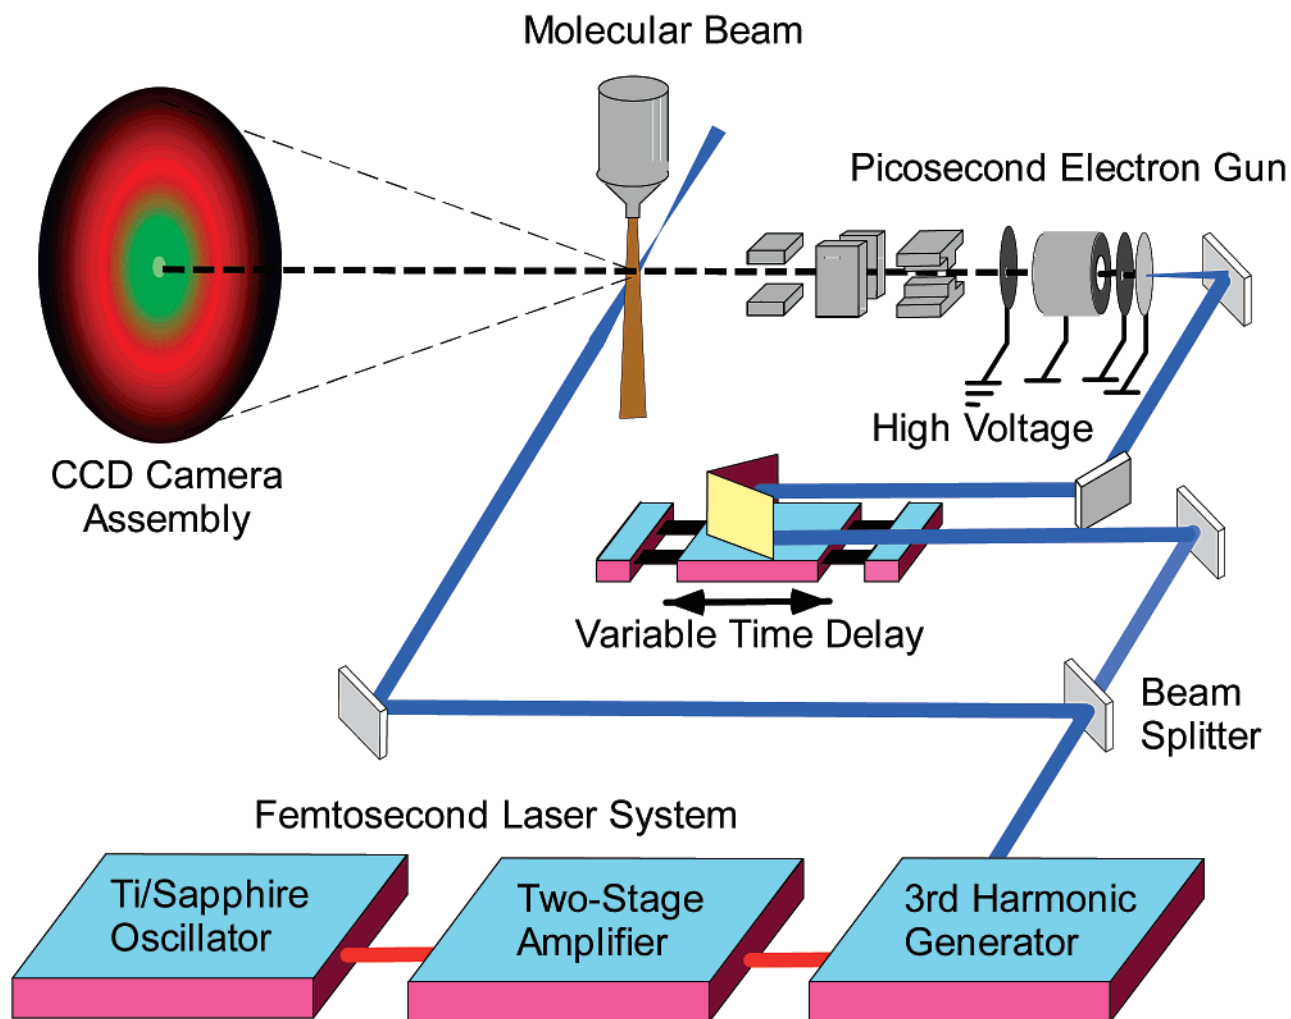 Molecular Beam
Picosecond Electron Gun
High Voltage
CCD Camera
Assembly
Variable Time Delay
Beam
Splitter
Femtosecond Laser System
Ti/Sapphire
Oscillator
Two-Stage
Amplifier
3rd Harmonic
Generator